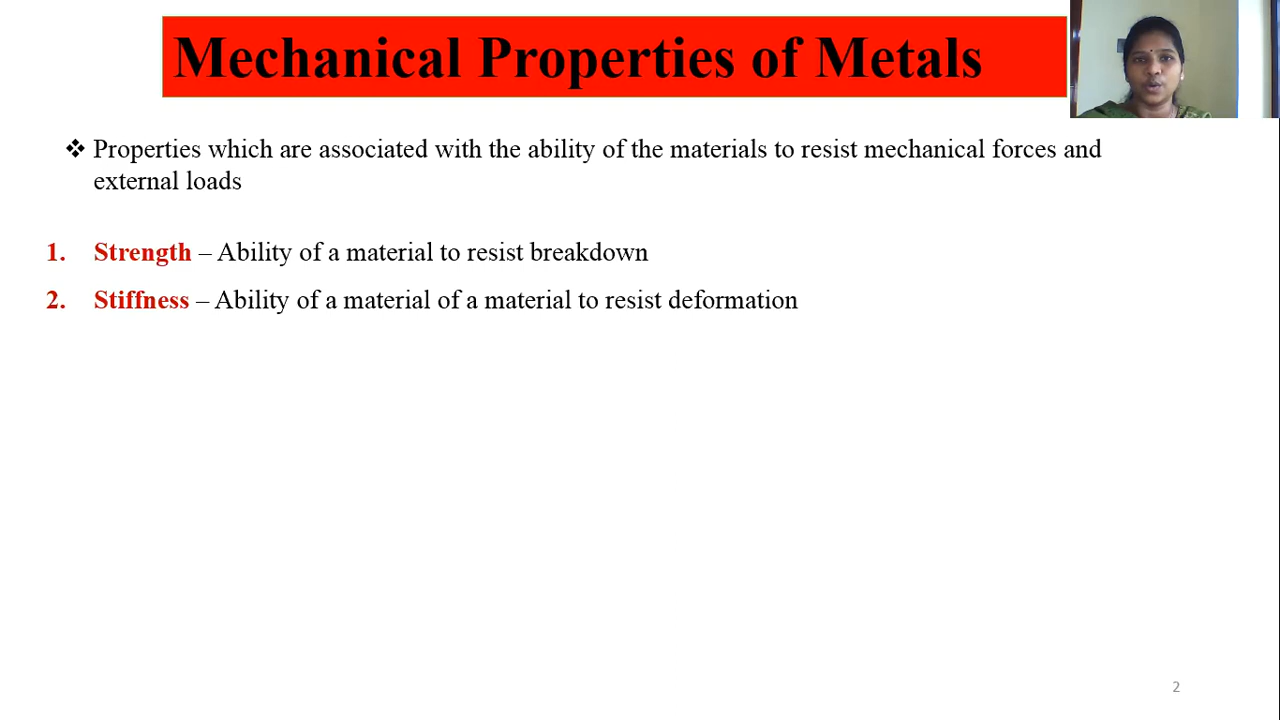 Mechanical Properties of Metals
❖ Properties which are associated with the ability of the materials to resist mechanical forces and
external loads
1. Strength – Ability of a material to resist breakdown
2. Stiffness – Ability of a material of a material to resist deformation
2